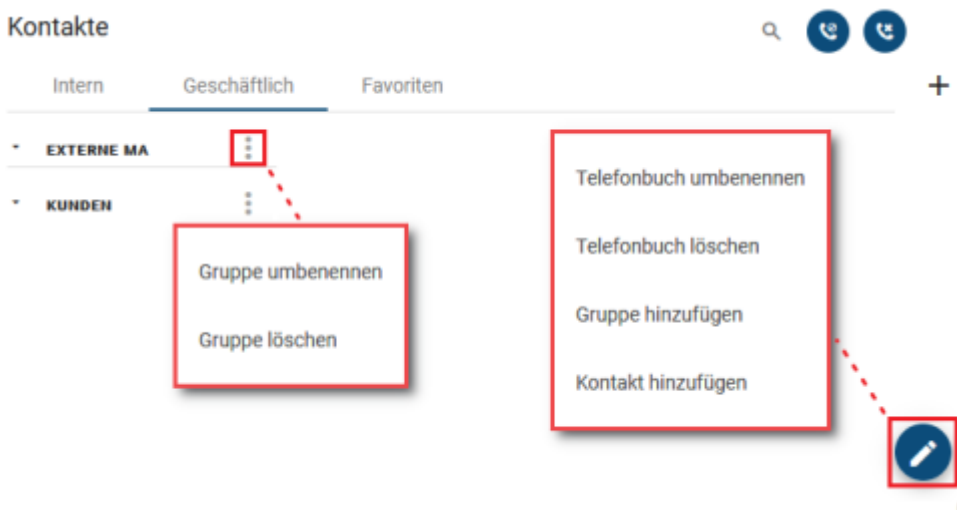 Kontakte
Intern Geschäftlich Favoriten
EXTERNE MA
KUNDEN
Gruppe umbenennen
Gruppe löschen
Telefonbuch umbenennen
Telefonbuch löschen
Gruppe hinzufügen
Kontakt hinzufügen